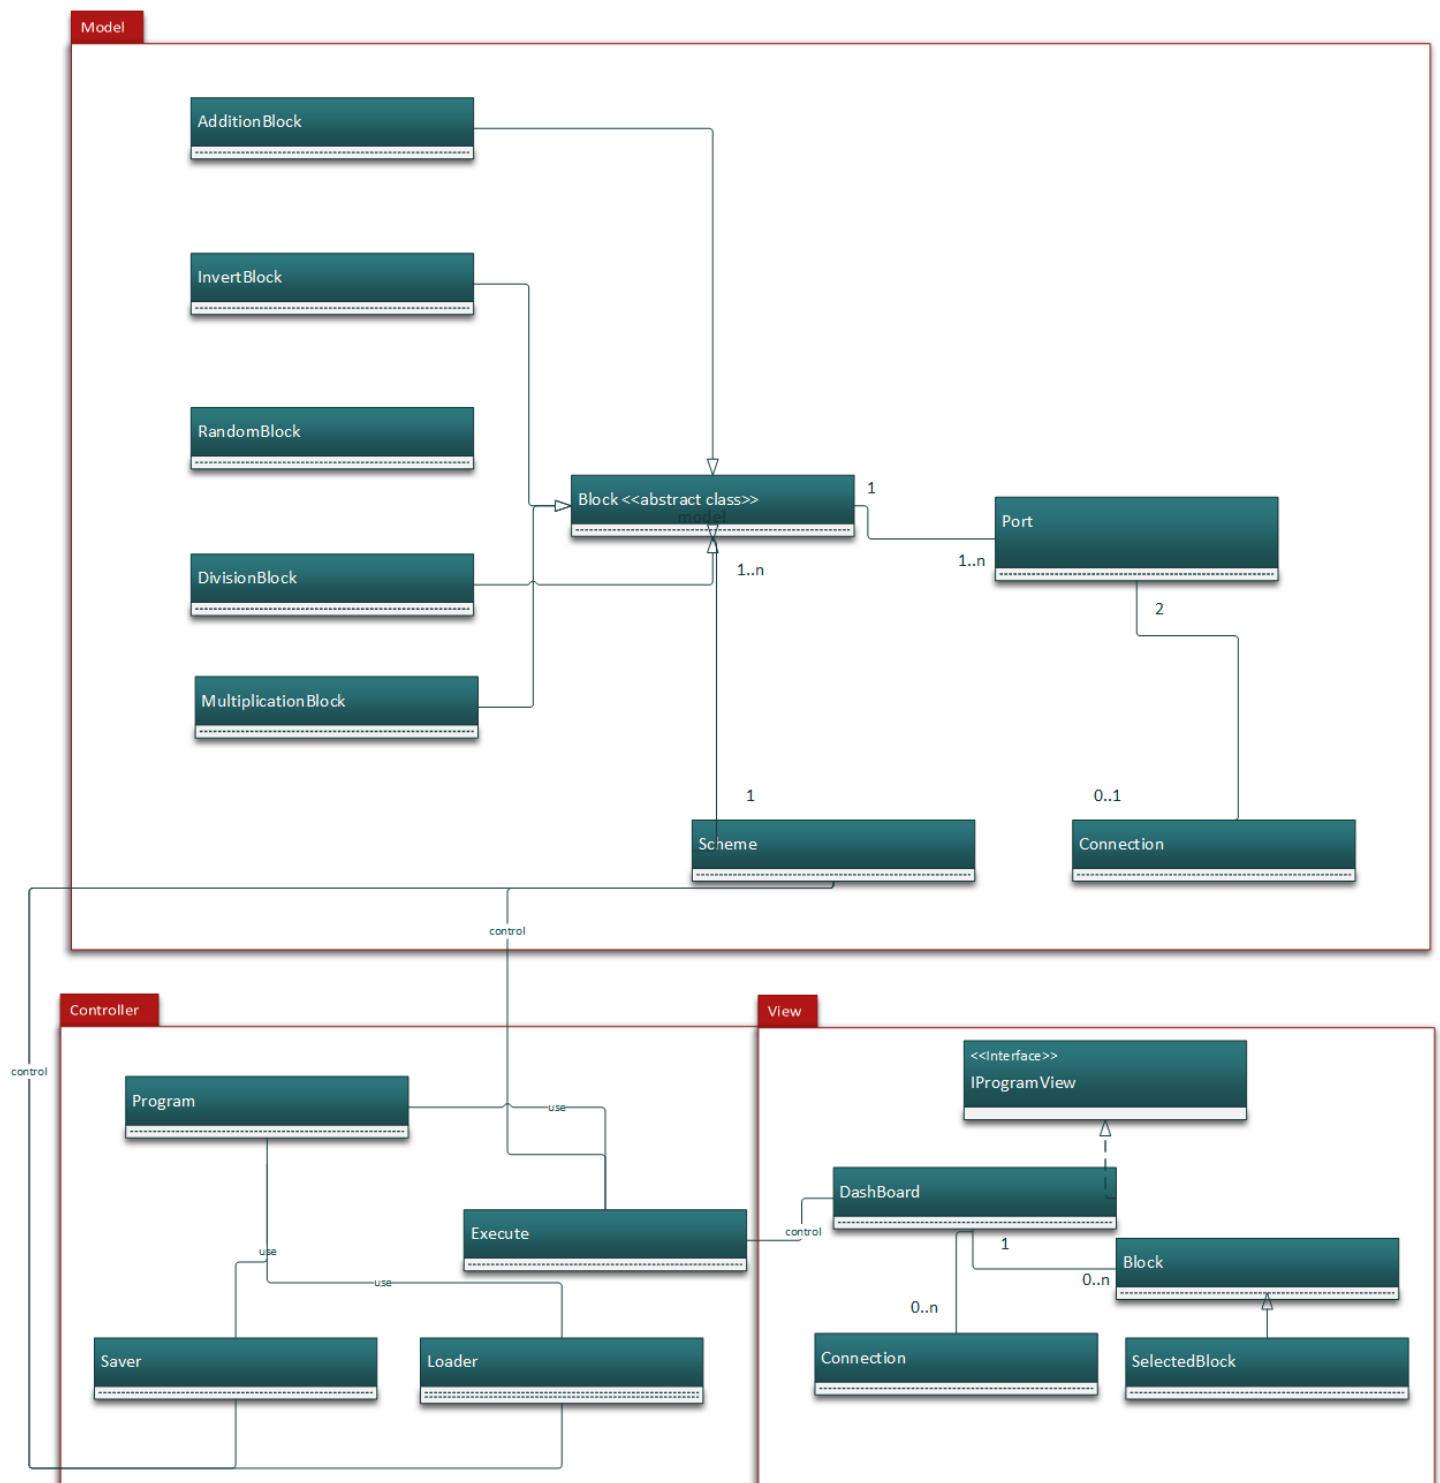 Model
AdditionBlock
InvertBlock
RandomBlock
Block <<abstract class>>
model
1
Port
1..n
1..n
DivisionBlock
2
MultiplicationBlock
1
0..1
Scheme
Connection
control
Controller
View
<<Interface>>
IProgramView
control
Program
use
DashBoard
Execute
control
1
Block
use
0..n
use
0..n
Saver
Loader
Connection
SelectedBlock